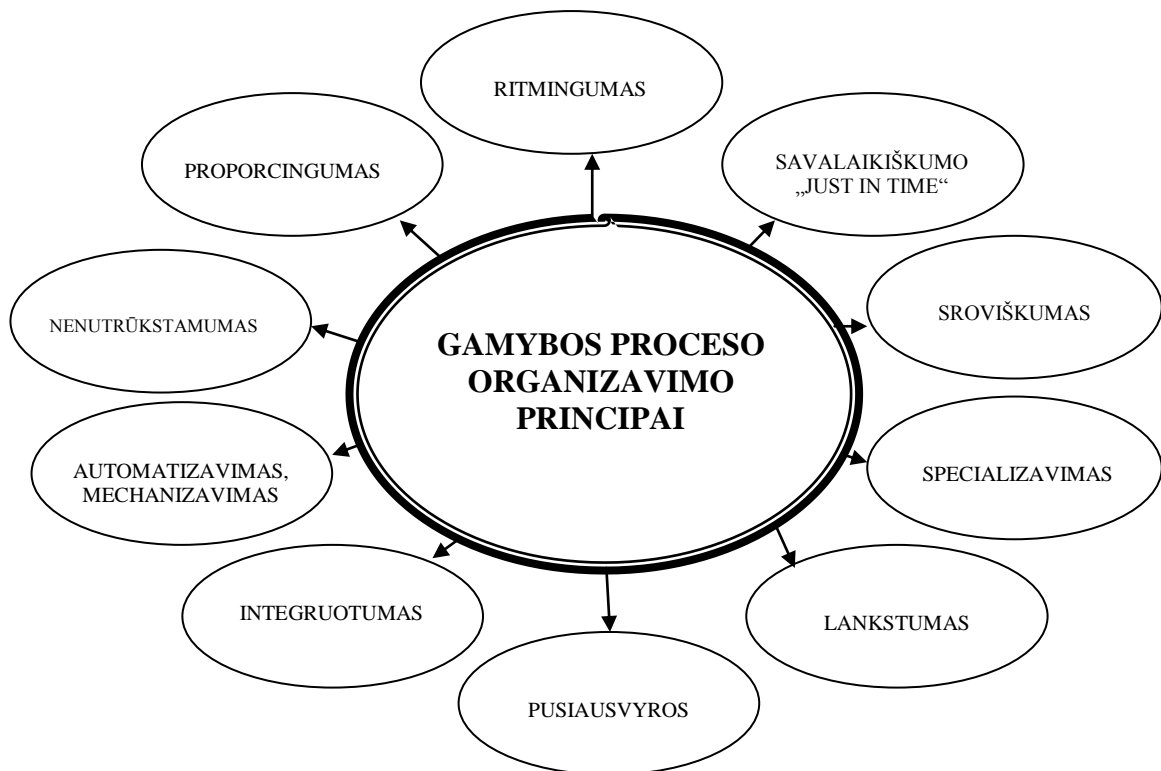 RITMINGUMAS
PROPORCINGUMAS
SAVALAIKIŠKUMO
„JUST IN TIME“
NENUTRŪKSTAMUMAS
SROVIŠKUMAS
GAMYBOS PROCESO
ORGANIZAVIMO
PRINCIPAI
AUTOMATIZAVIMAS,
MECHANIZAVIMAS
SPECIALIZAVIMAS
INTEGRUOTUMAS
LANKSTUMAS
PUSIAUSVYROS